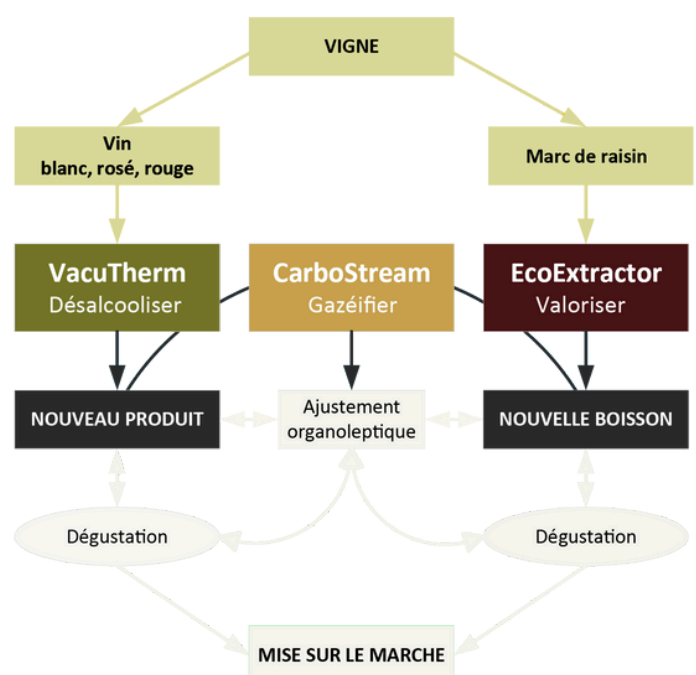 VIGNE
Vin
blanc, rosé, rouge
Marc de raisin
VacuTherm
Désalcooliser
CarboStream
Gazéifier
EcoExtractor
Valoriser
NOUVEAU PRODUIT
Ajustement
organoleptique
NOUVELLE BOISSON
Dégustation
Dégustation
MISE SUR LE MARCHE